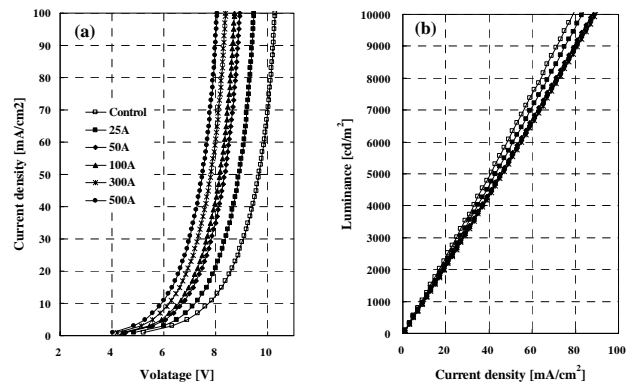 (a)
Current density [mA/cm2]
100
90
80
70
60
50
40
30
20
10
0
Control
25A
50A
100A
300A
500A
2 4 6 8 10
Volatage [V]
(b)
Luminance [cd/m²]
10000
9000
8000
7000
6000
5000
4000
3000
2000
1000
0
0 20 40 60 80 100
Current density [mA/cm²]